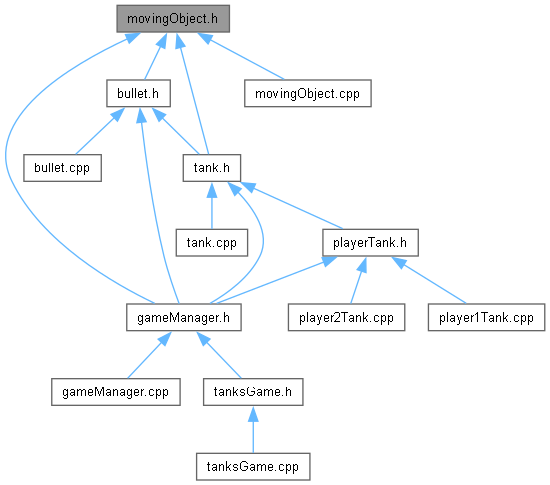 movingObject.h
bullet.h
movingObject.cpp
bullet.cpp
tank.h
tank.cpp
playerTank.h
gameManager.h
player2Tank.cpp
player1Tank.cpp
gameManager.cpp
tanksGame.h
tanksGame.cpp